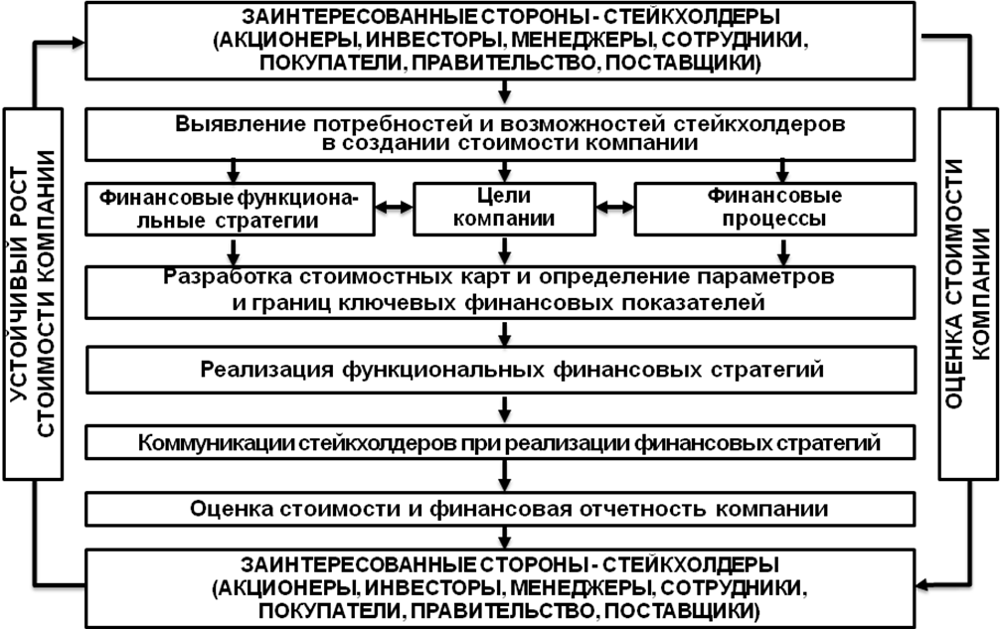 ЗАИНТЕРЕСОВАННЫЕ СТОРОНЫ - СТЕЙКХОЛДЕРЫ
(АКЦИОНЕРЫ, ИНВЕСТОРЫ, МЕНЕДЖЕРЫ, СОТРУДНИКИ,
ПОКУПАТЕЛИ, ПРАВИТЕЛЬСТВО, ПОСТАВЩИКИ)
УСТОЙЧИВЫЙ РОСТ
СТОИМОСТИ КОМПАНИИ
Выявление потребностей и возможностей стейкхолдеров
в создании стоимости компании
Финансовые функциона-
льные стратегии
Цели
компании
Финансовые
процессы
Разработка стоимостных карт и определение параметров
и границ ключевых финансовых показателей
Реализация функциональных финансовых стратегий
Коммуникации стейкхолдеров при реализации финансовых стратегий
Оценка стоимости и финансовая отчетность компании
ЗАИНТЕРЕСОВАННЫЕ СТОРОНЫ - СТЕЙКХОЛДЕРЫ
(АКЦИОНЕРЫ, ИНВЕСТОРЫ, МЕНЕДЖЕРЫ, СОТРУДНИКИ,
ПОКУПАТЕЛИ, ПРАВИТЕЛЬСТВО, ПОСТАВЩИКИ)
ОЦЕНКА СТОИМОСТИ
КОМПАНИИ